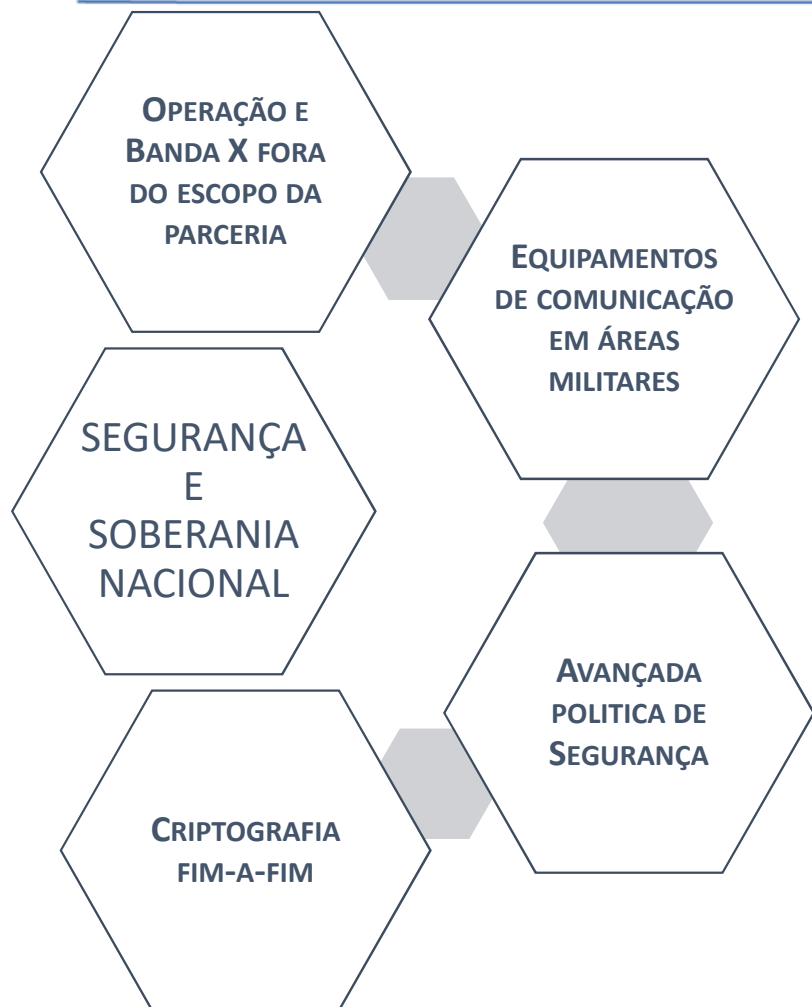 OPERAÇÃO E
BANDA X FORA
DO ESCOPO DA
PARCERIA
EQUIPAMENTOS
DE COMUNICAÇÃO
EM ÁREAS
MILITARES
SEGURANÇA
E
SOBERANIA
NACIONAL
AVANÇADA
POLITICA DE
SEGURANÇA
CRIPTOGRAFIA
FIM-A-FIM